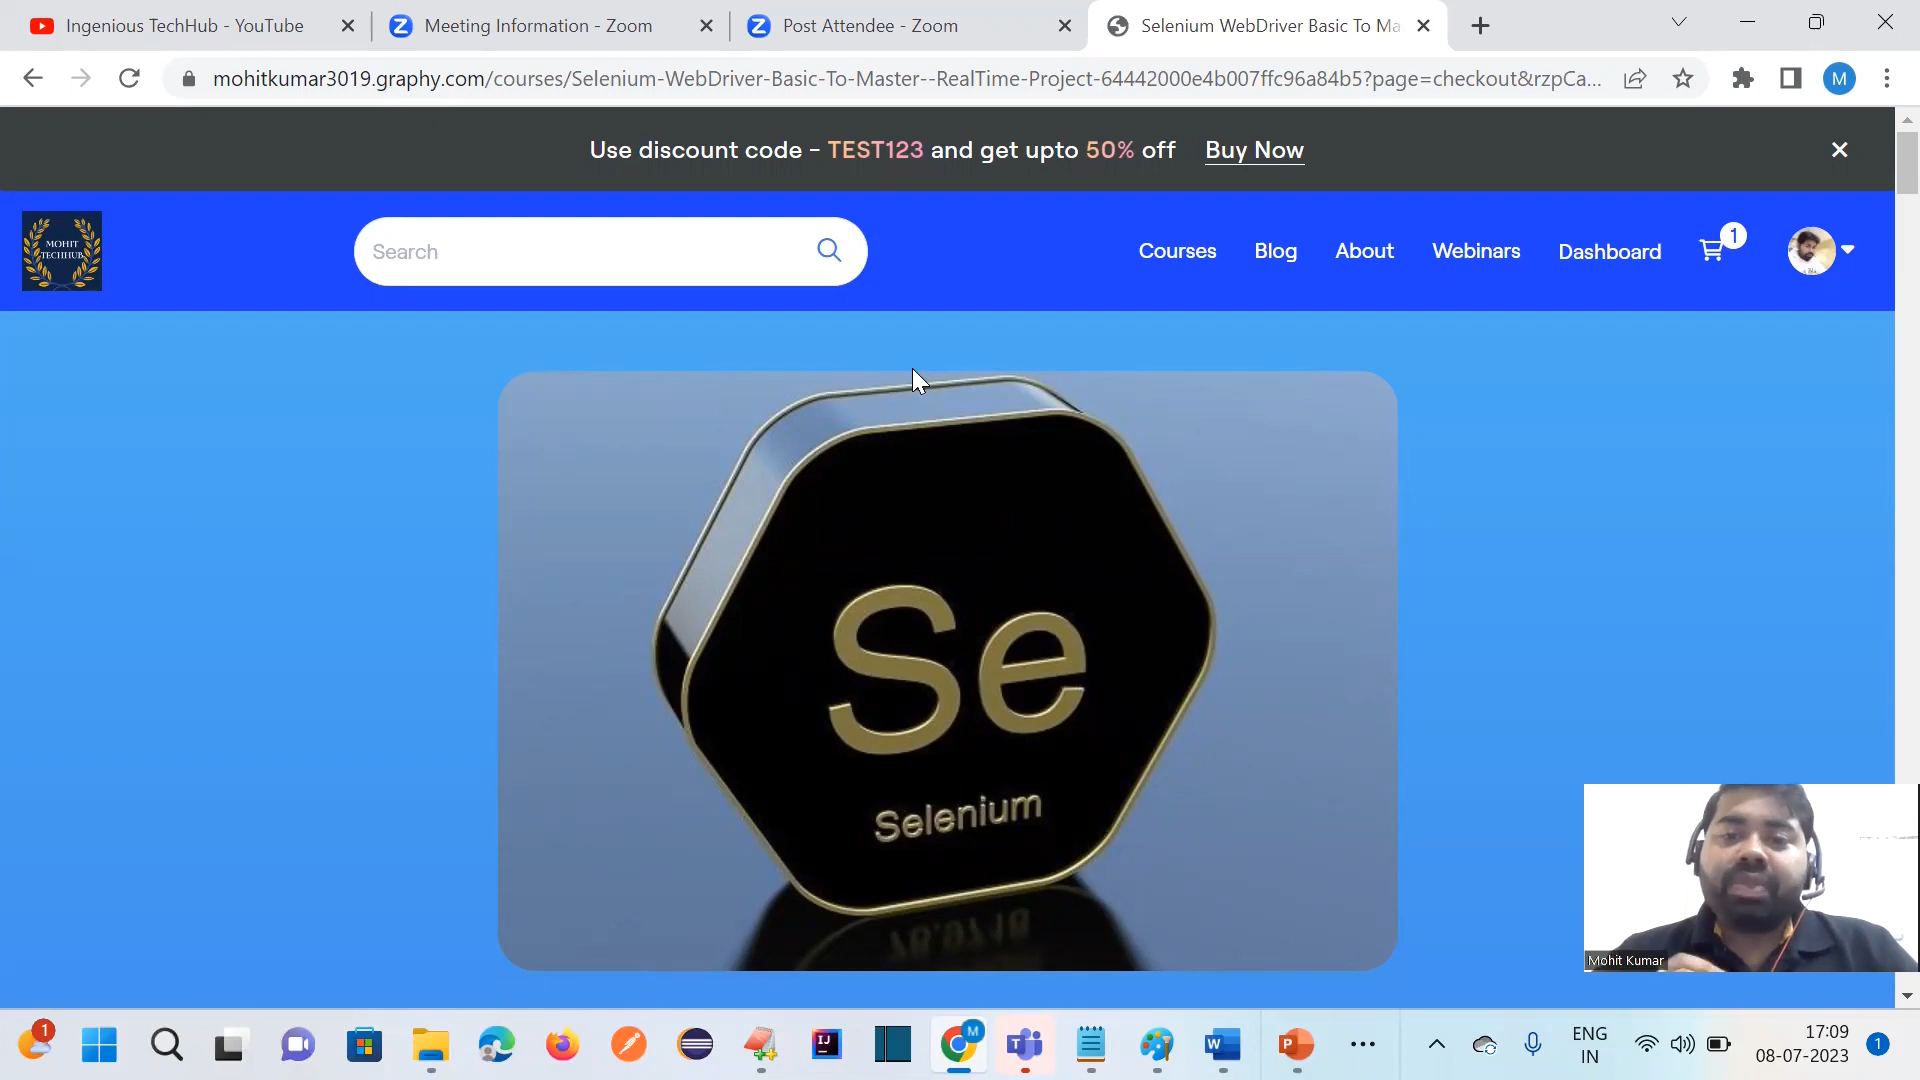 Ingenious TechHub - YouTube
Meeting Information - Zoom
Post Attendee - Zoom
Selenium WebDriver Basic To Ma
mohitkumar3019.graphy.com/courses/Selenium-WebDriver-Basic-To-Master--RealTime-Project-64442000e4b007ffc96a84b5?page=checkout&rzpCa...
M
Use discount code - TEST123 and get upto 50% off Buy Now
MOHIT
TECHHUB
Search
Courses
Blog
About
Webinars
Dashboard
1
Se
Selenium
78.9718
Mohit Kumar
1
IJ
M
T
W
P
ENG
IN
17:09
08-07-2023
1